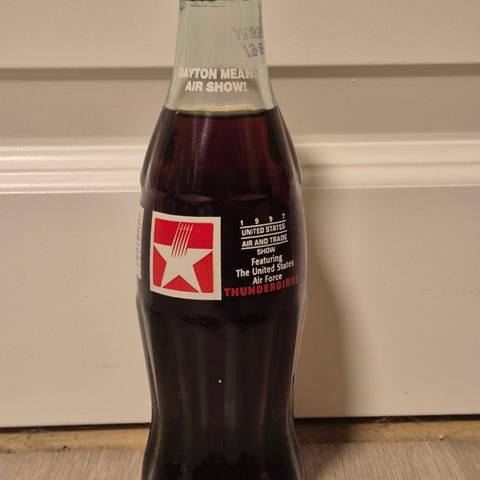 DAYTON MEANS
AIR SHOW!
1997
UNITED STATES
AIR AND TRADE
SHOW
Featuring
The United States
Air Force
THUNDERBIRDS